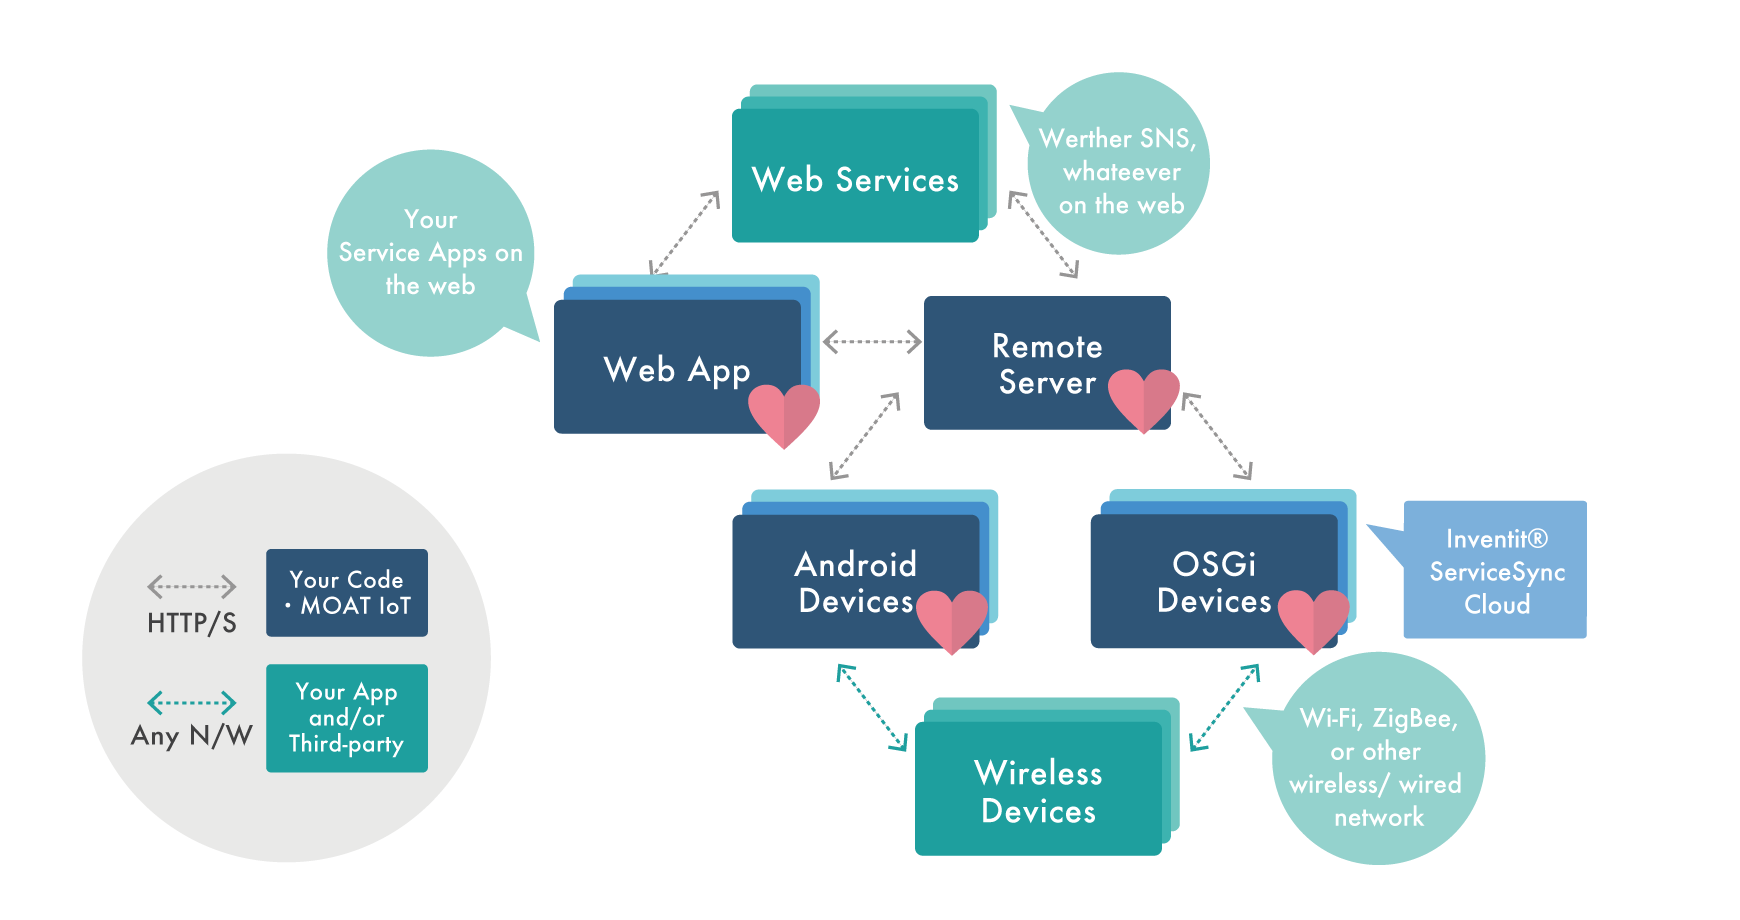 Web Services
Werther SNS,
whateever
on the web
Your
Service Apps on
the web
Web App
Remote
Server
Android
Devices
OSGi
Devices
Inventit®
ServiceSync
Cloud
HTTP/S
Your Code
・MOAT IoT
Any N/W
Your App
and/or
Third-party
Wireless
Devices
Wi-Fi, ZigBee,
or other
wireless/ wired
network